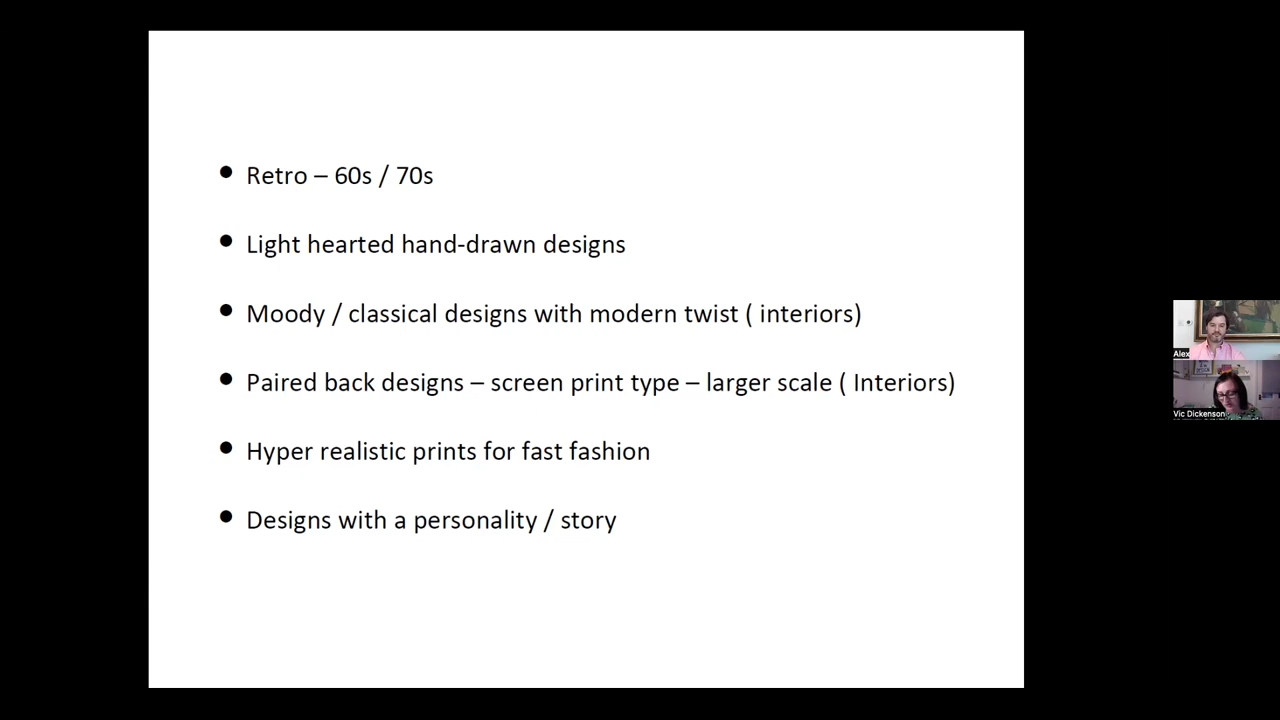 Retro – 60s / 70s
Light hearted hand-drawn designs
Moody / classical designs with modern twist ( interiors)
Paired back designs – screen print type – larger scale ( Interiors)
Hyper realistic prints for fast fashion
Designs with a personality / story
Alex
Vic Dickenson